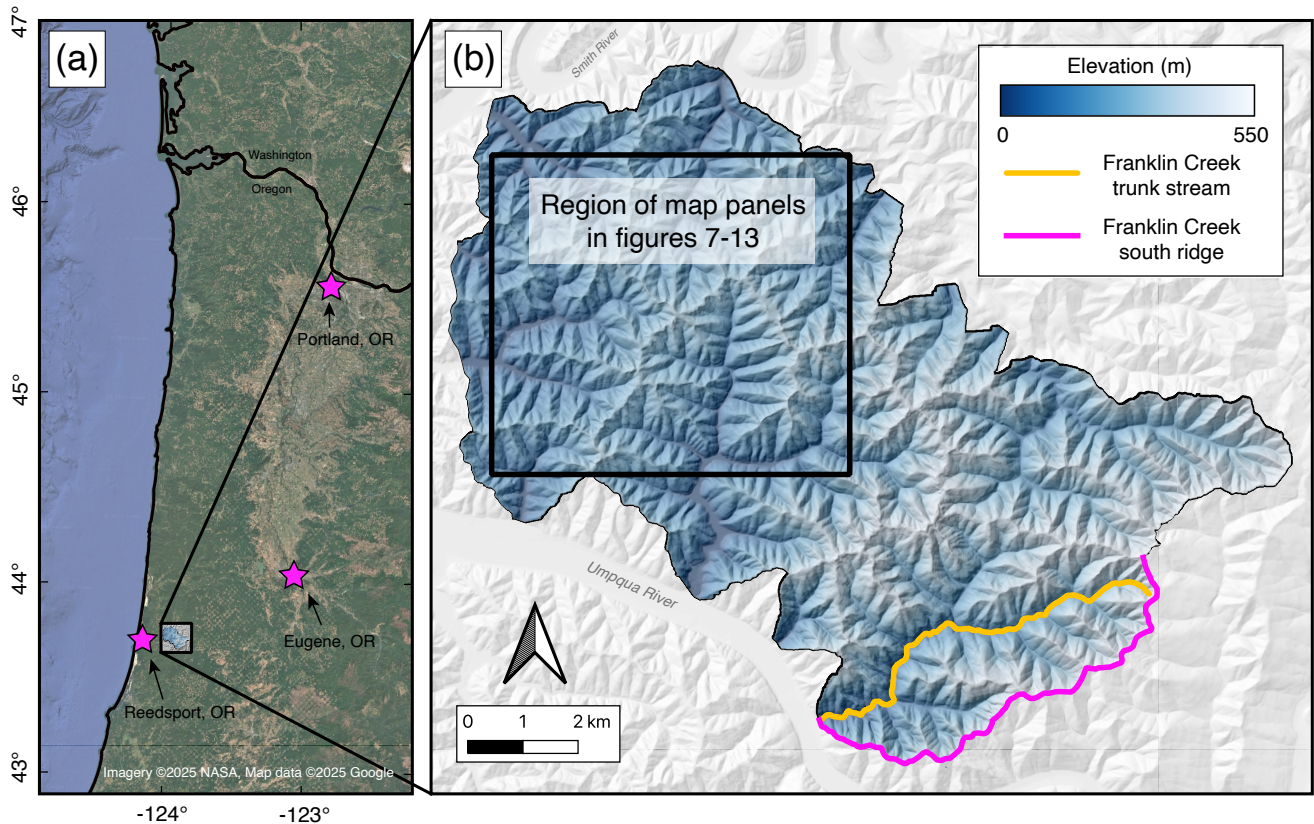 (a)
47°
46°
45°
44°
43°
-124°
-123°
Washington
Oregon
Portland, OR
Eugene, OR
Reedsport, OR
Imagery ©2025 NASA, Map data ©2025 Google
(b)
Smith River
Region of map panels
in figures 7-13
Elevation (m)
0
550
Franklin Creek
trunk stream
Franklin Creek
south ridge
Umpqua River
0
1
2 km